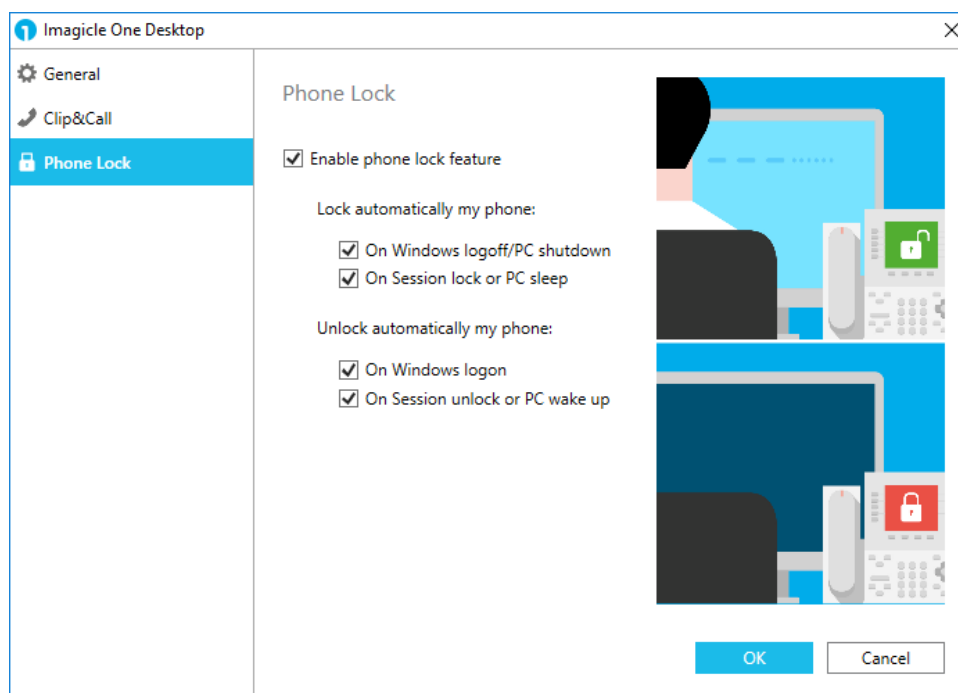 Imagicle One Desktop
General
Clip&Call
Phone Lock
Phone Lock
Enable phone lock feature
Lock automatically my phone:
On Windows logoff/PC shutdown
On Session lock or PC sleep
Unlock automatically my phone:
On Windows logon
On Session unlock or PC wake up
OK
Cancel